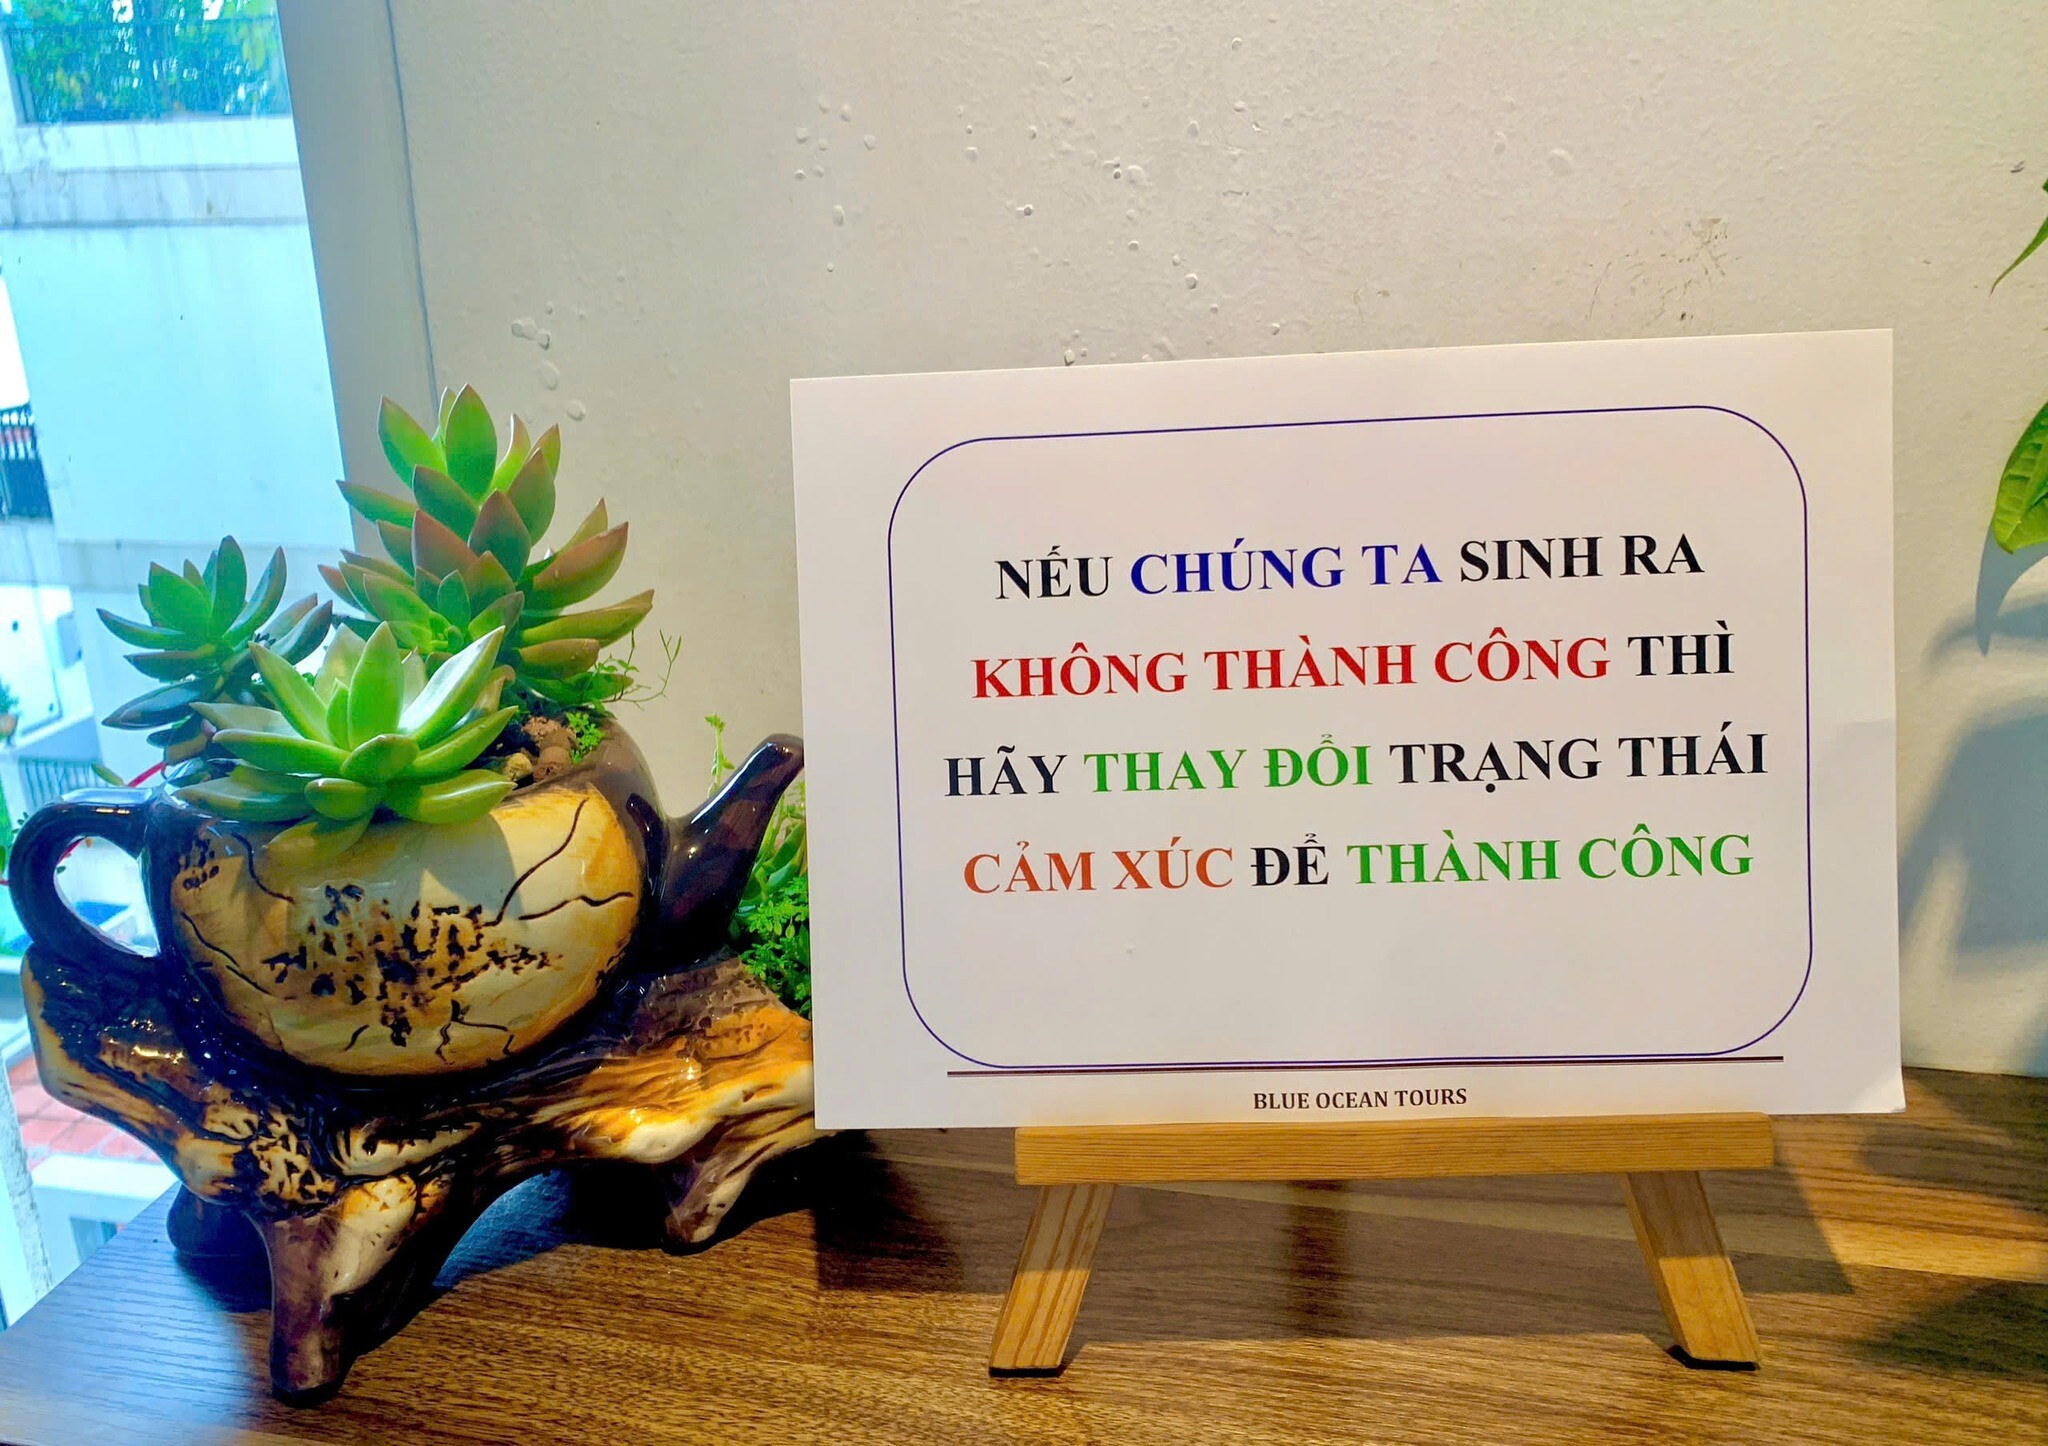 NẾU CHÚNG TA SINH RA
KHÔNG THÀNH CÔNG THÌ
HÃY THAY ĐỔI TRẠNG THÁI
CẢM XÚC ĐỂ THÀNH CÔNG
BLUE OCEAN TOURS